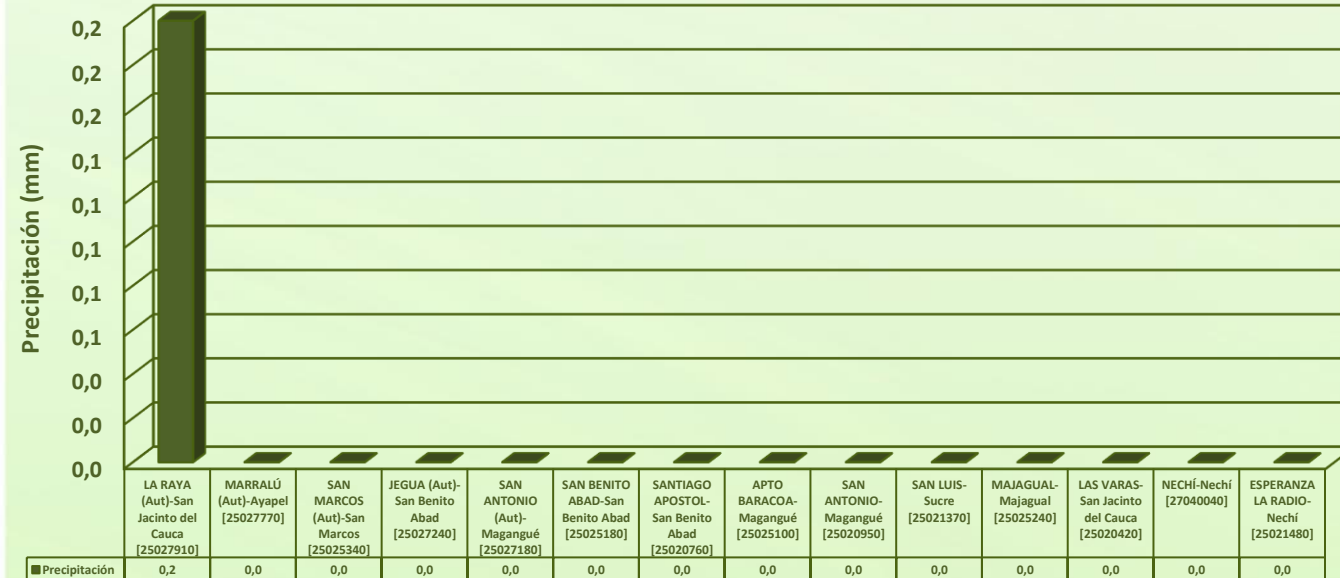 Precipitación (mm)
0,2
0,2
0,2
0,1
0,1
0,1
0,1
0,1
0,0
0,0
0,0
LA RAYA
(Aut)-San
Jacinto del
Cauca
[25027910]
MARRALÚ
(Aut)-Ayapel
[25027770]
SAN
MARCOS
(Aut)-San
Marcos
[25025340]
JEGUA (Aut)-
San Benito
Abad
[25027240]
SAN
ANTONIO
(Aut)-
Magangué
[25027180]
SAN BENITO
ABAD-San
Benito Abad
[25025180]
SANTIAGO
APOSTOL-
San Benito
Abad
[25020760]
APTO
BARACOA-
Magangué
[25025100]
SAN
ANTONIO-
Magangué
[25020950]
SAN LUIS-
Sucre
[25021370]
MAJAGUAL-
Majagual
[25025240]
LAS VARAS-
San Jacinto
del Cauca
[25020420]
NECHÍ-Nechí
[27040040]
ESPERANZA
LA RADIO-
Nechí
[25021480]
Precipitación 0,2 0,0 0,0 0,0 0,0 0,0 0,0 0,0 0,0 0,0 0,0 0,0 0,0 0,0